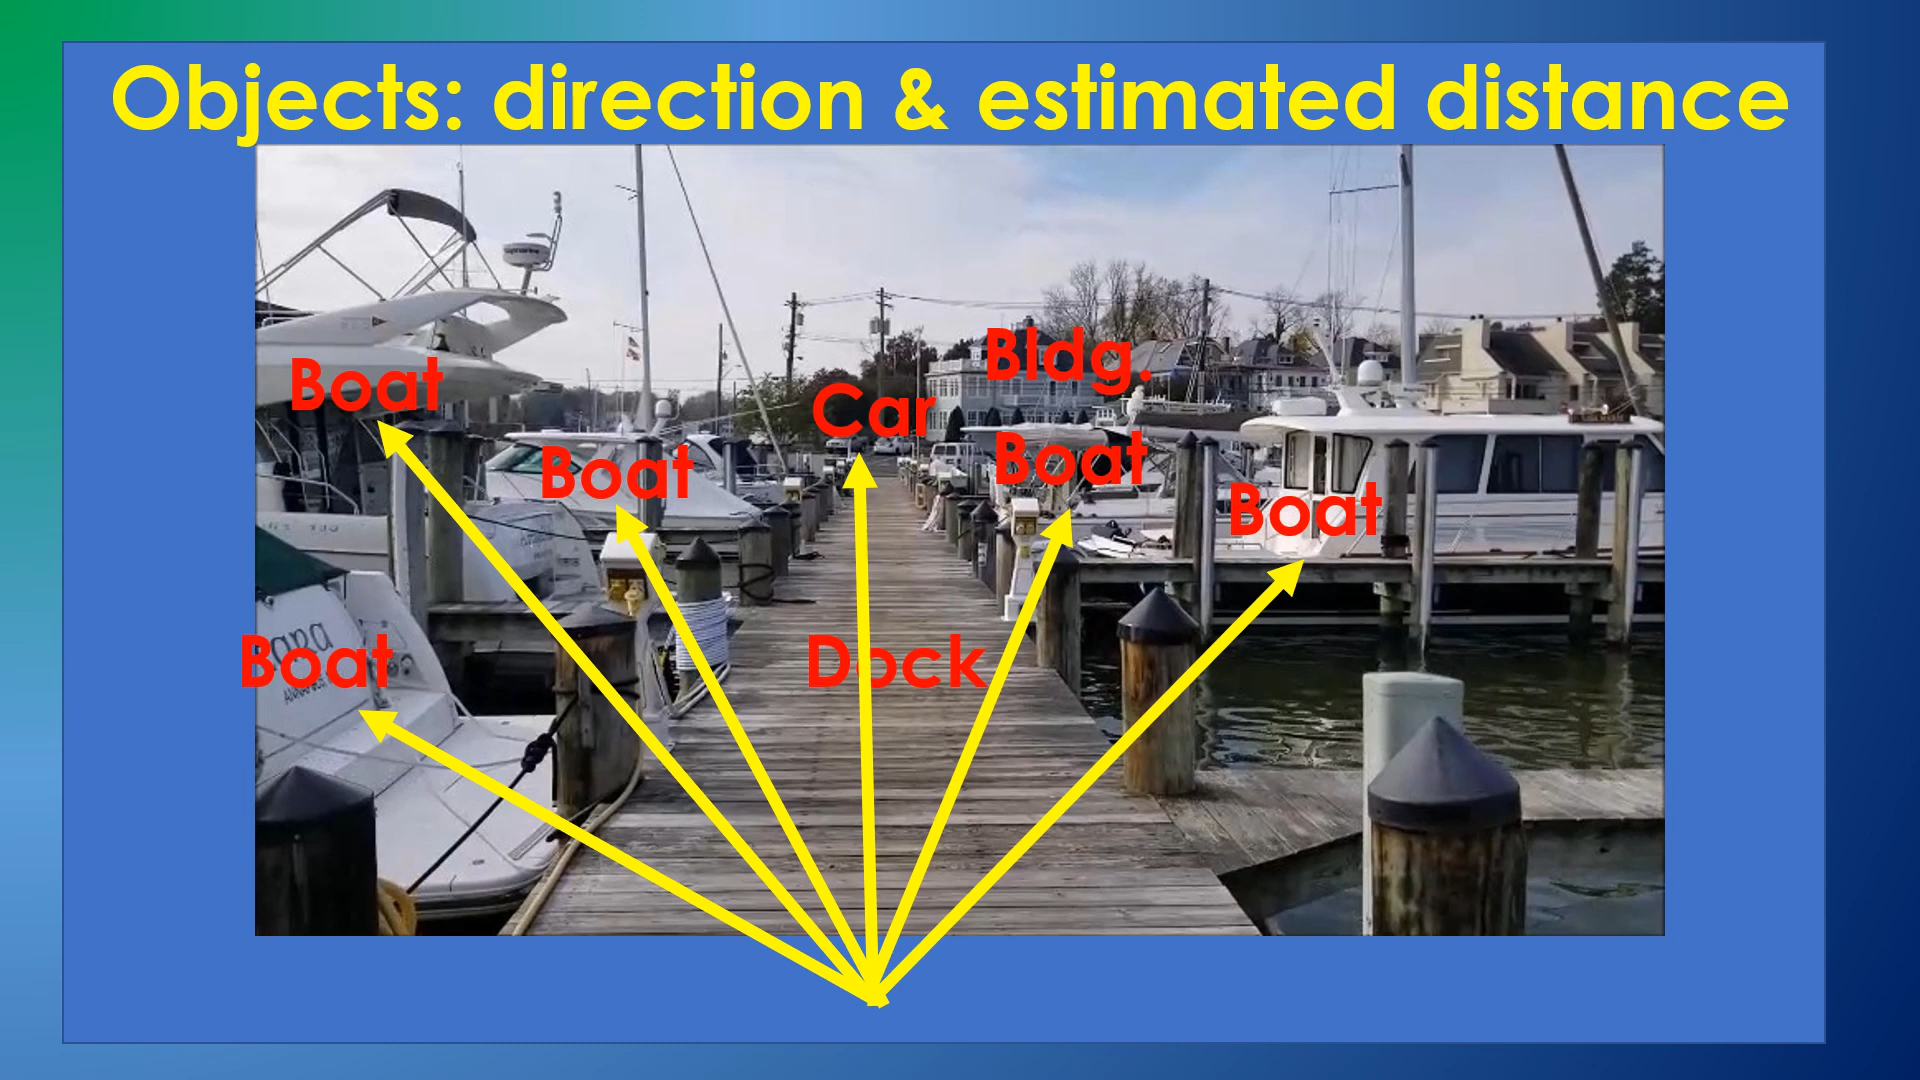 Objects: direction & estimated distance
Bldg.
Boat
Car
Boat
Boat
Boat
Boat
Dock